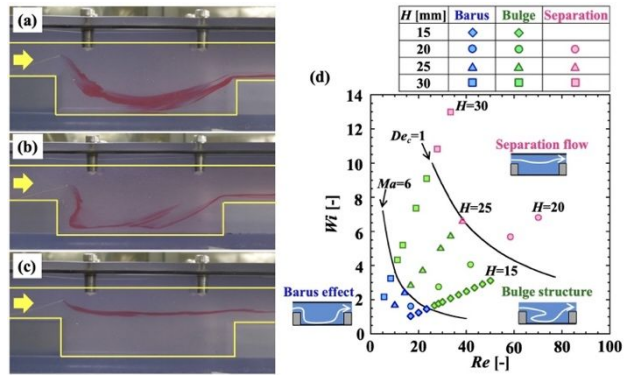 (a)
(b)
(c)
H [mm] Barus Bulge Separation
15
20
25
30
(d)
14
12
10
8
6
4
2
0
Wi [-]
H=30
De_c=1
Separation flow
Ma=6
H=25
H=20
H=15
Barus effect
Bulge structure
0 20 40 60 80 100
Re [-]